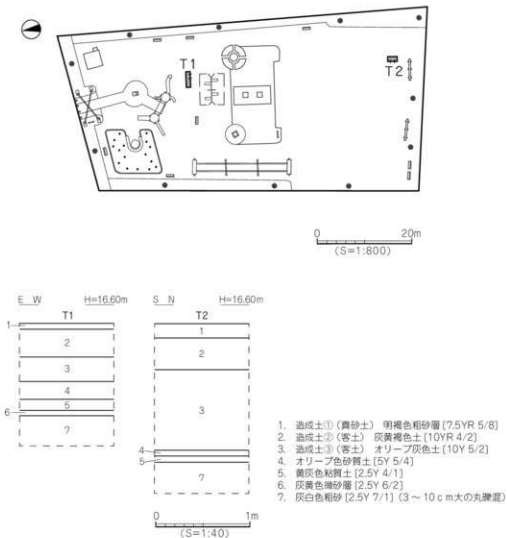 T1
T2
0 20m
(S=1:800)
E W H=16.60m
T1
1
2
3
4
5
6
7
S N H=16.60m
T2
1
2
3
4
5
7
0 1m
(S=1:40)
1. 造成土①(真砂土) 明褐色粗砂層[7.5YR 5/8]
2. 造成土②(客土) 灰黄褐色土[10YR 4/2]
3. 造成土③(客土) オリーブ灰色土[10Y 5/2]
4. オリーブ色砂質土[5Y 5/4]
5. 黄灰色粘質土[2.5Y 4/1]
6. 灰黄色微砂層[2.5Y 6/2]
7. 灰白色粗砂[2.5Y 7/1](3～10cm大の丸礫混)